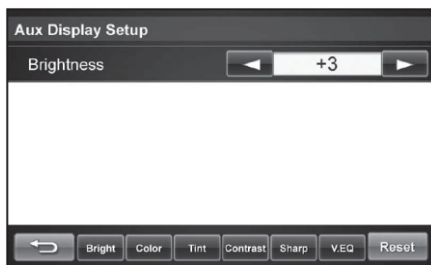 Aux Display Setup
Brightness +3
Bright Color Tint Contrast Sharp V.EQ Reset